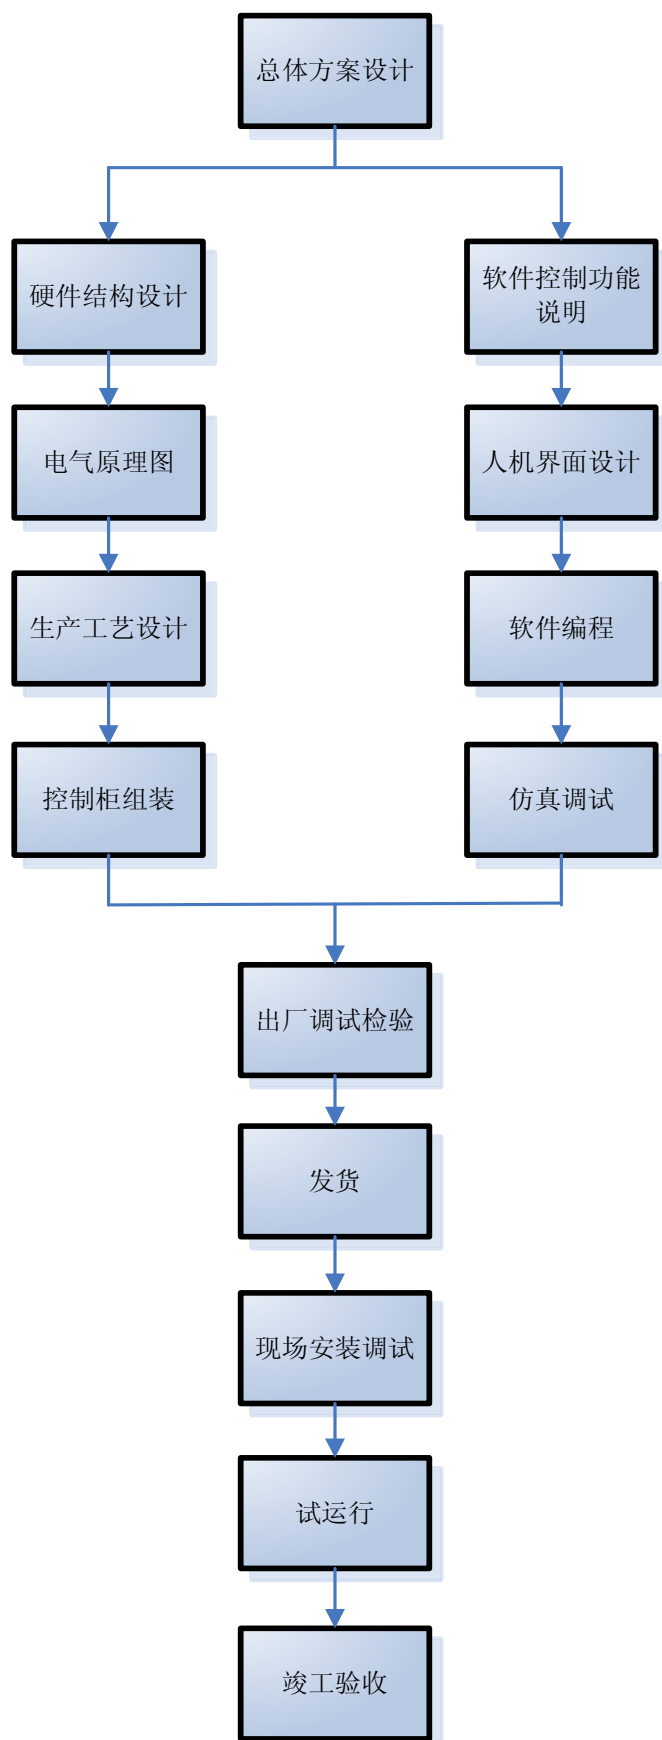 总体方案设计
硬件结构设计
软件控制功能
说明
电气原理图
人机界面设计
生产工艺设计
软件编程
控制柜组装
仿真调试
出厂调试检验
发货
现场安装调试
试运行
竣工验收